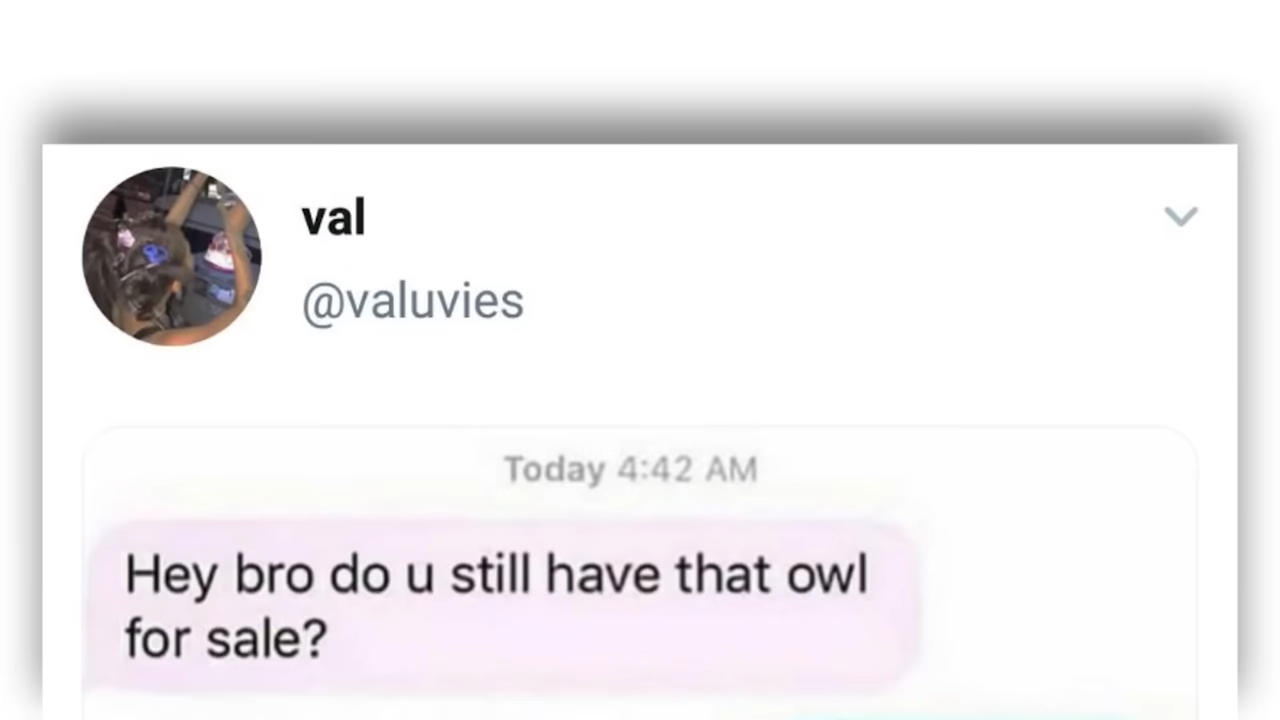 val
@valuvies
Today 4:42 AM
Hey bro do u still have that owl
for sale?